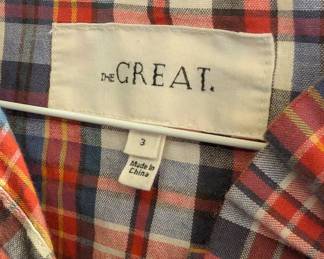 THE GREAT.
3
Made in
China